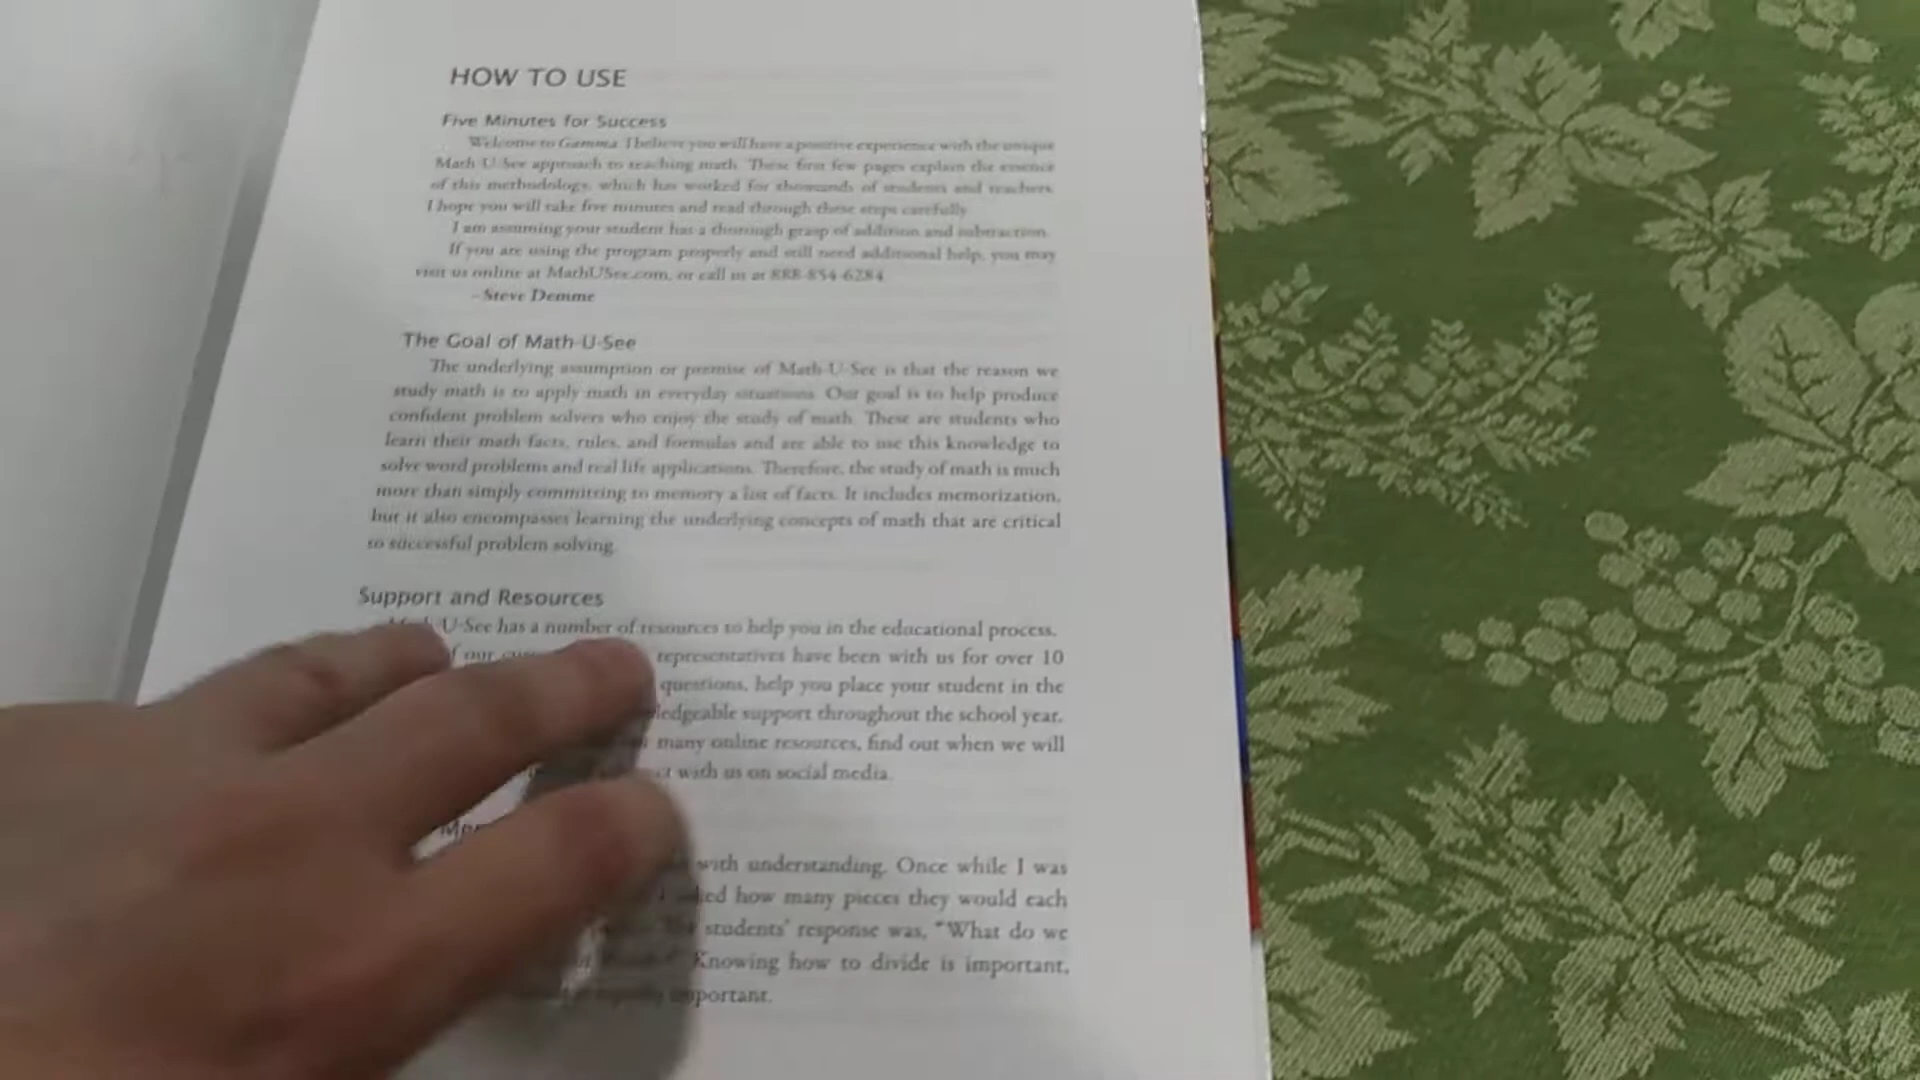 HOW TO USE
Five Minutes for Success
Welcome to Gamma. I believe you will have a positive experience with the unique
Math-U-See approach to teaching math. These first few pages explain the essence
of this methodology, which has worked for thousands of students and teachers.
I hope you will take five minutes and read through these steps carefully.
I am assuming your student has a thorough grasp of addition and subtraction.
If you are using the program properly and still need additional help, you may
visit us online at MathUSee.com, or call us at 888-854-6284
– Steve Demme
The Goal of Math-U-See
The underlying assumption or premise of Math-U-See is that the reason we
study math is to apply math in everyday situations. Our goal is to help produce
confident problem solvers who enjoy the study of math. These are students who
learn their math facts, rules, and formulas and are able to use this knowledge to
solve word problems and real life applications. Therefore, the study of math is much
more than simply committing to memory a list of facts. It includes memorization,
but it also encompasses learning the underlying concepts of math that are critical
to successful problem solving.
Support and Resources
U-See has a number of resources to help you in the educational process.
our representatives have been with us for over 10
questions, help you place your student in the
support throughout the school year.
many online resources, find out when we will
with us on social media.
with understanding. Once while I was
how many pieces they would each
students' response was, "What do we
Knowing how to divide is important,
important.